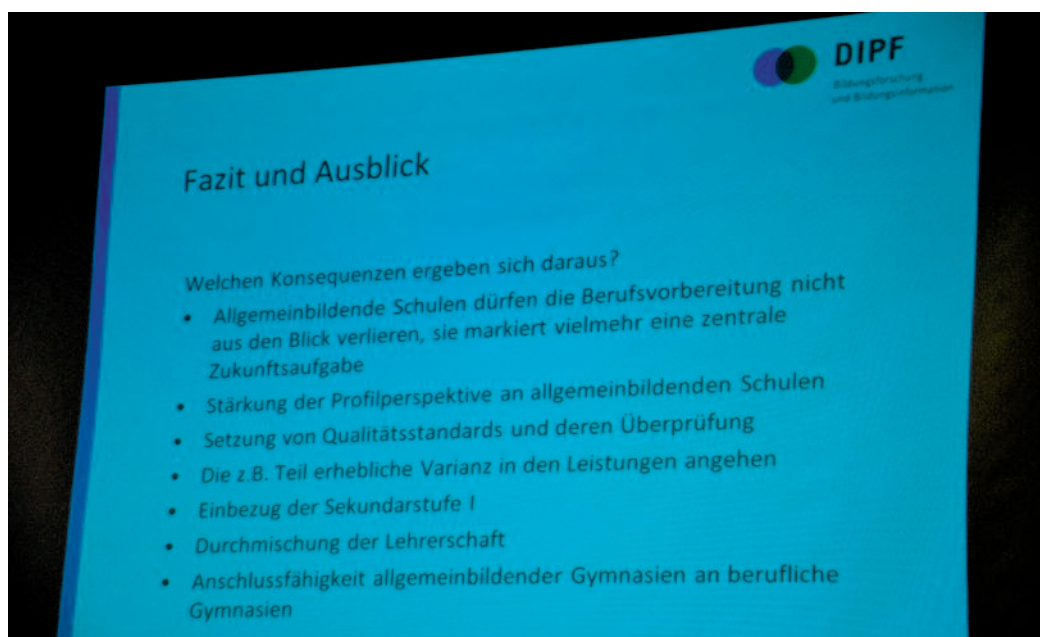 DIPF
Bildungsforschung
und Bildungsinformation
Fazit und Ausblick
Welchen Konsequenzen ergeben sich daraus?
• Allgemeinbildende Schulen dürfen die Berufsvorbereitung nicht
aus den Blick verlieren, sie markiert vielmehr eine zentrale
Zukunftsaufgabe
• Stärkung der Profilperspektive an allgemeinbildenden Schulen
• Setzung von Qualitätsstandards und deren Überprüfung
• Die z.B. Teil erhebliche Varianz in den Leistungen angehen
• Einbezug der Sekundarstufe I
• Durchmischung der Lehrerschaft
• Anschlussfähigkeit allgemeinbildender Gymnasien an berufliche
Gymnasien